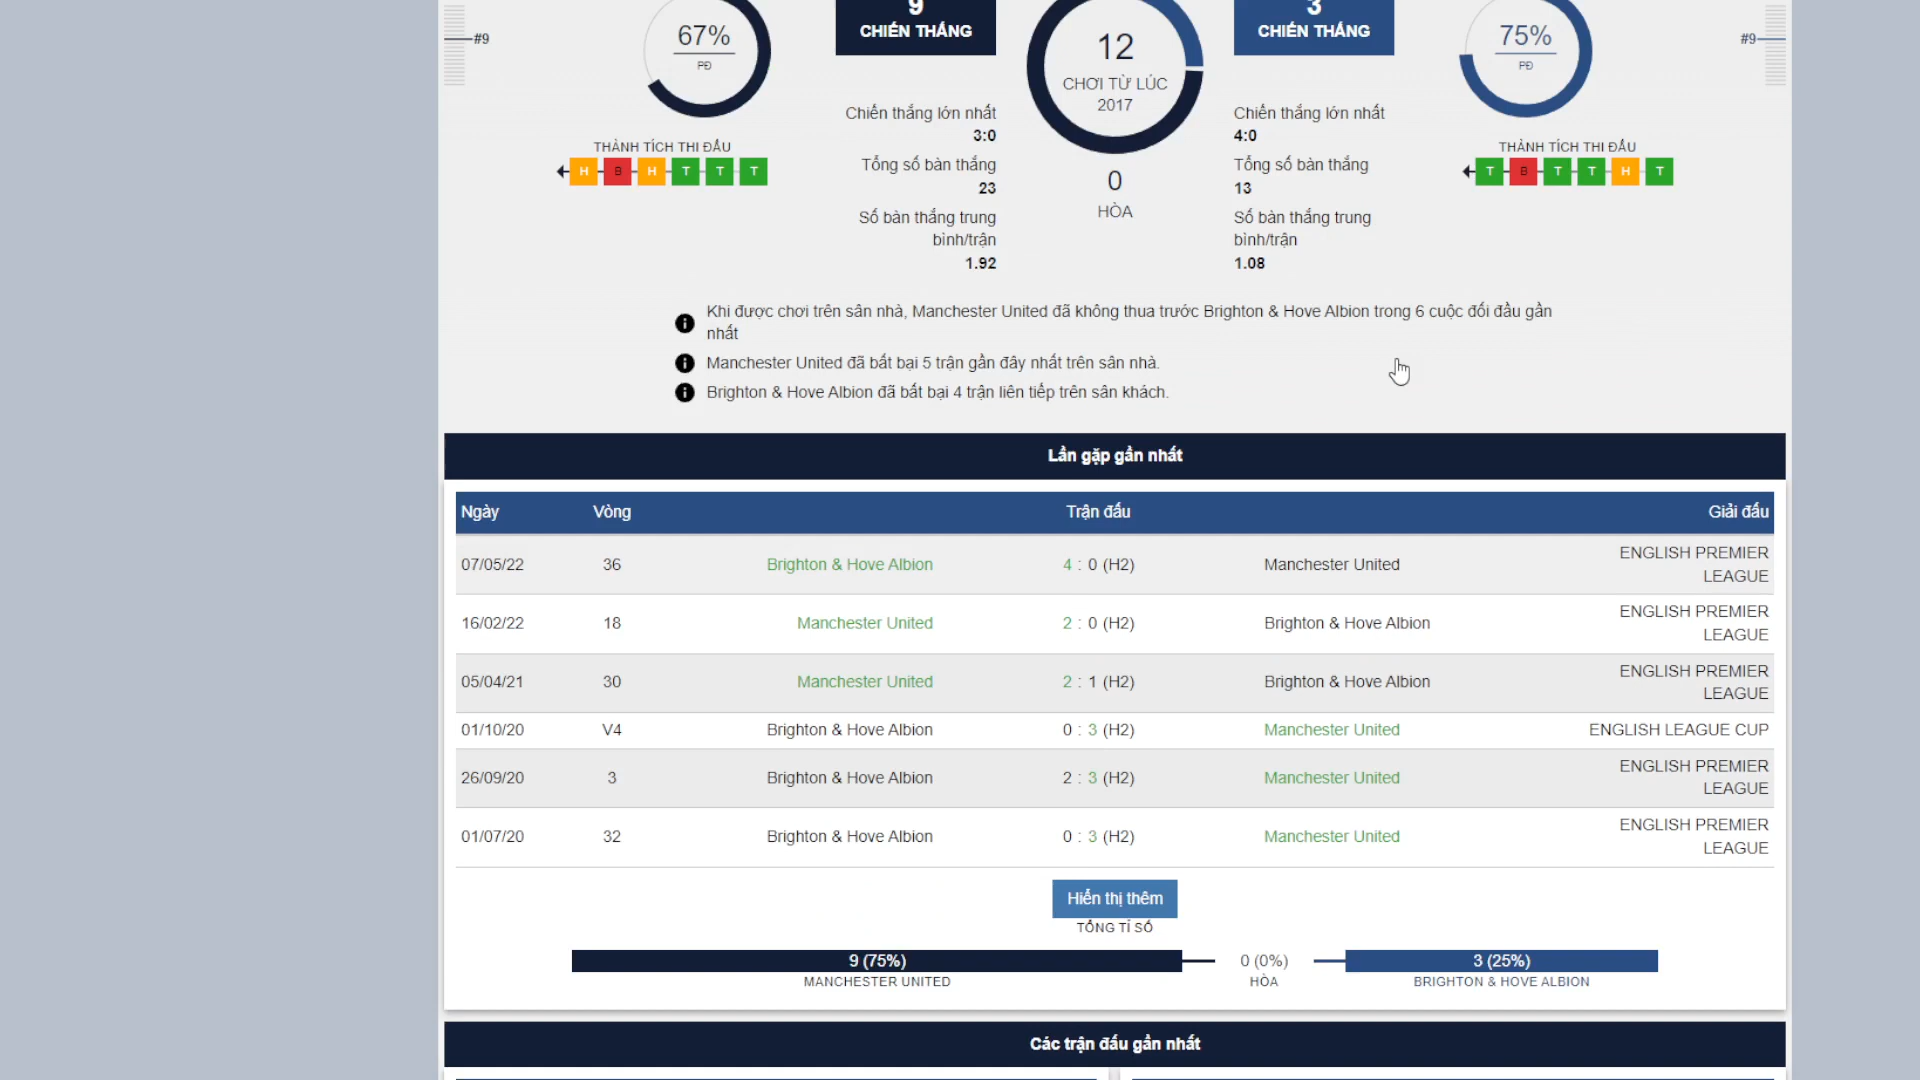 9
CHIẾN THẮNG
3
CHIẾN THẮNG
#9
67%
PĐ
12
CHƠI TỪ LÚC
2017
75%
PĐ
#9
Chiến thắng lớn nhất
3:0
Tổng số bàn thắng
23
Số bàn thắng trung
bình/trận
1.92
0
HÒA
Chiến thắng lớn nhất
4:0
Tổng số bàn thắng
13
Số bàn thắng trung
bình/trận
1.08
THÀNH TÍCH THI ĐẤU
H B H T T T
THÀNH TÍCH THI ĐẤU
T B T T H T
Khi được chơi trên sân nhà, Manchester United đã không thua trước Brighton & Hove Albion trong 6 cuộc đối đầu gần
nhất
Manchester United đã bất bại 5 trận gần đây nhất trên sân nhà.
Brighton & Hove Albion đã bất bại 4 trận liên tiếp trên sân khách.
Lần gặp gần nhất
Ngày Vòng Trận đấu Giải đấu
07/05/22 36 Brighton & Hove Albion 4 : 0 (H2) Manchester United ENGLISH PREMIER
LEAGUE
16/02/22 18 Manchester United 2 : 0 (H2) Brighton & Hove Albion ENGLISH PREMIER
LEAGUE
05/04/21 30 Manchester United 2 : 1 (H2) Brighton & Hove Albion ENGLISH PREMIER
LEAGUE
01/10/20 V4 Brighton & Hove Albion 0 : 3 (H2) Manchester United ENGLISH LEAGUE CUP
26/09/20 3 Brighton & Hove Albion 2 : 3 (H2) Manchester United ENGLISH PREMIER
LEAGUE
01/07/20 32 Brighton & Hove Albion 0 : 3 (H2) Manchester United ENGLISH PREMIER
LEAGUE
Hiển thị thêm
TỔNG TỈ SỐ
9 (75%) 0 (0%) 3 (25%)
MANCHESTER UNITED HÒA BRIGHTON & HOVE ALBION
Các trận đấu gần nhất